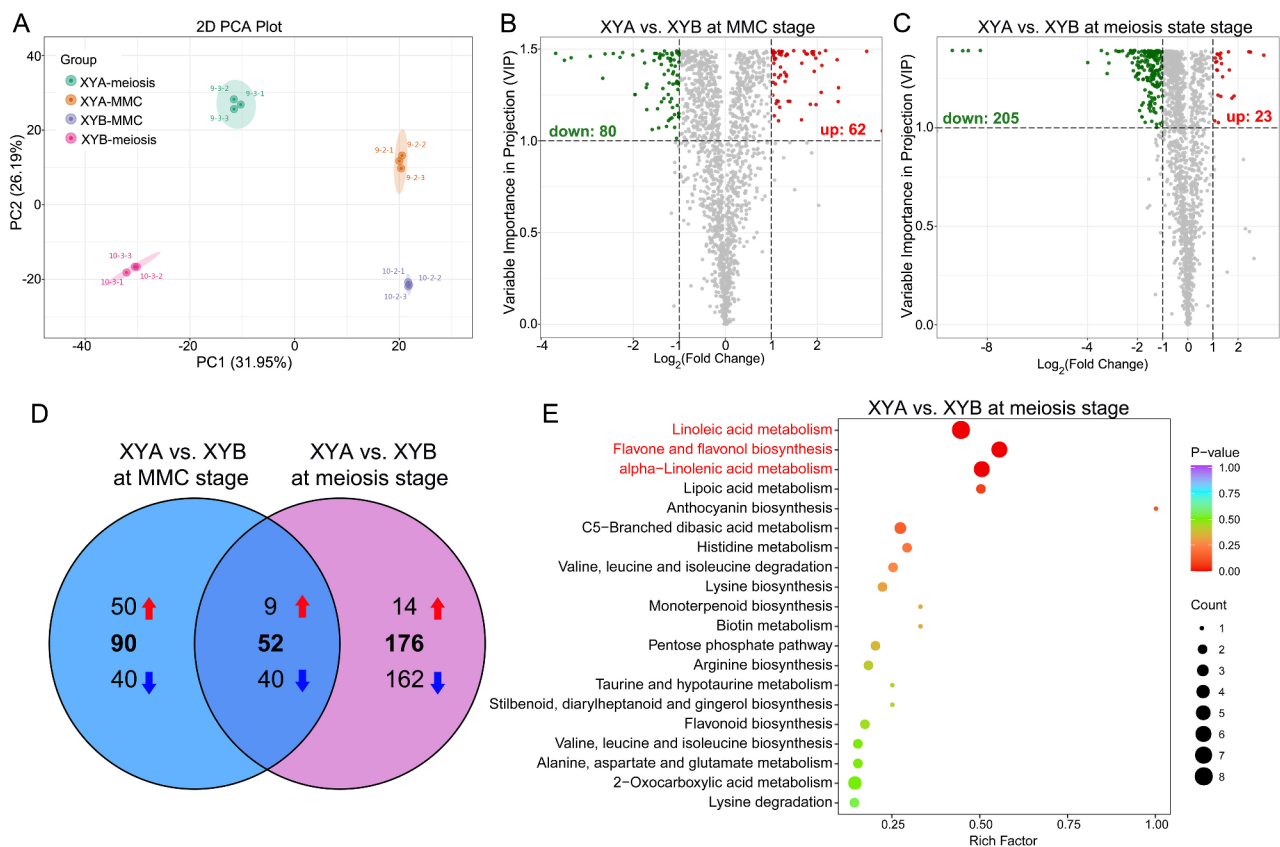 A
2D PCA Plot
40
20
0
-20
-40
-20
0
20
PC2 (26.19%)
PC1 (31.95%)
Group
XYA-meiosis
XYA-MMC
XYB-MMC
XYB-meiosis
9-3-2
9-3-1
9-3-3
9-2-2
9-2-1
9-2-3
10-3-3
10-3-1
10-3-2
10-2-1
10-2-2
10-2-3
B
XYA vs. XYB at MMC stage
Variable Importance in Projection (VIP)
1.5
1.0
0.5
0.0
down: 80
up: 62
-4
-2
-1
0
1
2
Log2(Fold Change)
C
XYA vs. XYB at meiosis state stage
Variable Importance in Projection (VIP)
1.0
0.5
0.0
down: 205
up: 23
-8
-4
-2
-1
0
1
2
Log2(Fold Change)
D
XYA vs. XYB
at MMC stage
XYA vs. XYB
at meiosis stage
50
9
14
90
52
176
40
40
162
E
XYA vs. XYB at meiosis stage
Linoleic acid metabolism
Flavone and flavonol biosynthesis
alpha−Linolenic acid metabolism
Lipoic acid metabolism
Anthocyanin biosynthesis
C5−Branched dibasic acid metabolism
Histidine metabolism
Valine, leucine and isoleucine degradation
Lysine biosynthesis
Monoterpenoid biosynthesis
Biotin metabolism
Pentose phosphate pathway
Arginine biosynthesis
Taurine and hypotaurine metabolism
Stilbenoid, diarylheptanoid and gingerol biosynthesis
Flavonoid biosynthesis
Valine, leucine and isoleucine biosynthesis
Alanine, aspartate and glutamate metabolism
2−Oxocarboxylic acid metabolism
Lysine degradation
0.25
0.50
0.75
1.00
Rich Factor
P−value
1.00
0.75
0.50
0.25
0.00
Count
1
2
3
4
5
6
7
8